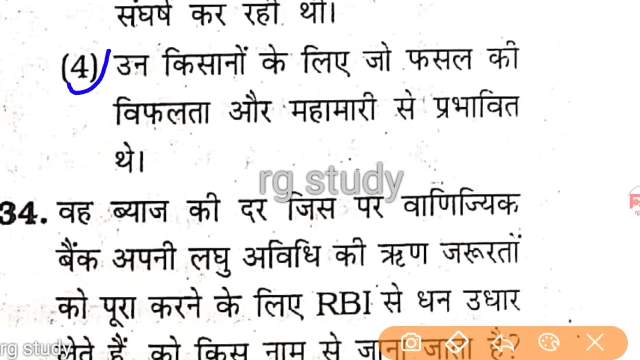 संघर्ष कर रही थी।
(4) उन किसानों के लिए जो फसल की
विफलता और महामारी से प्रभावित
थे।
rg study
34. वह ब्याज की दर जिस पर वाणिज्यिक
बैंक अपनी लघु अविधि की ऋण जरूरतों
को पूरा करने के लिए RBI से धन उधार
लेते हैं, को किस नाम से जाना जाता है?
rg study